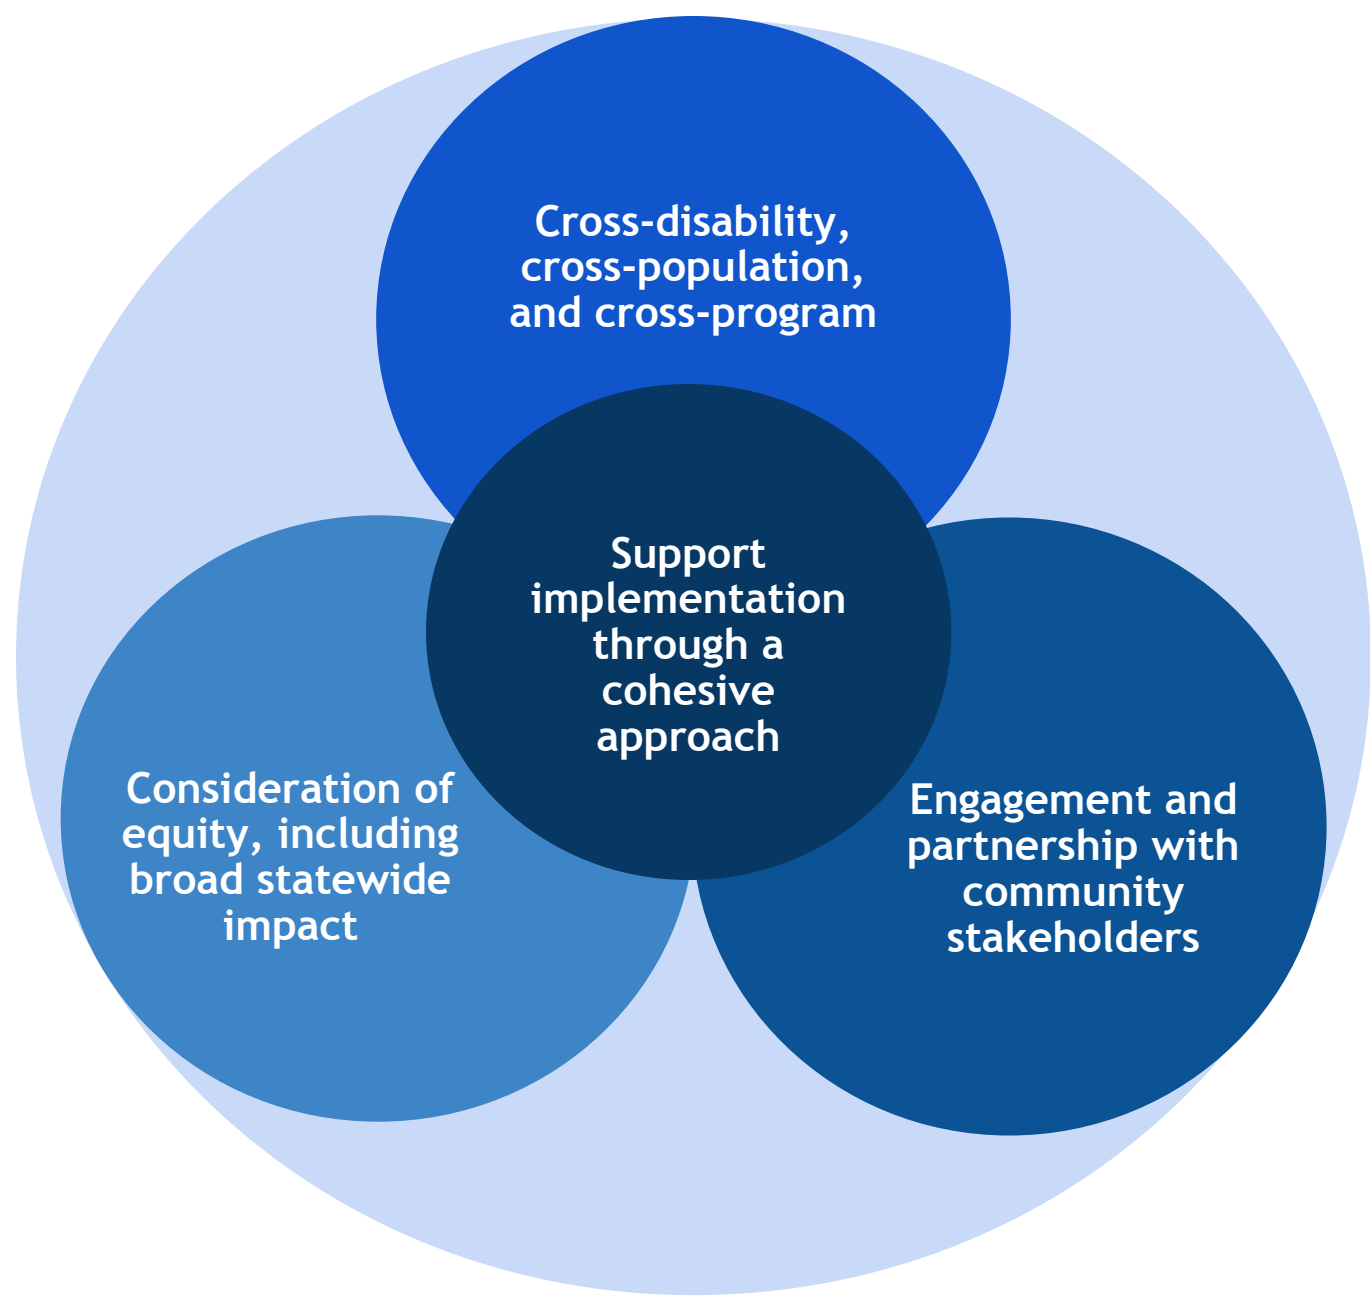 Cross-disability,
cross-population,
and cross-program
Support
implementation
through a
cohesive
approach
Consideration of
equity, including
broad statewide
impact
Engagement and
partnership with
community
stakeholders